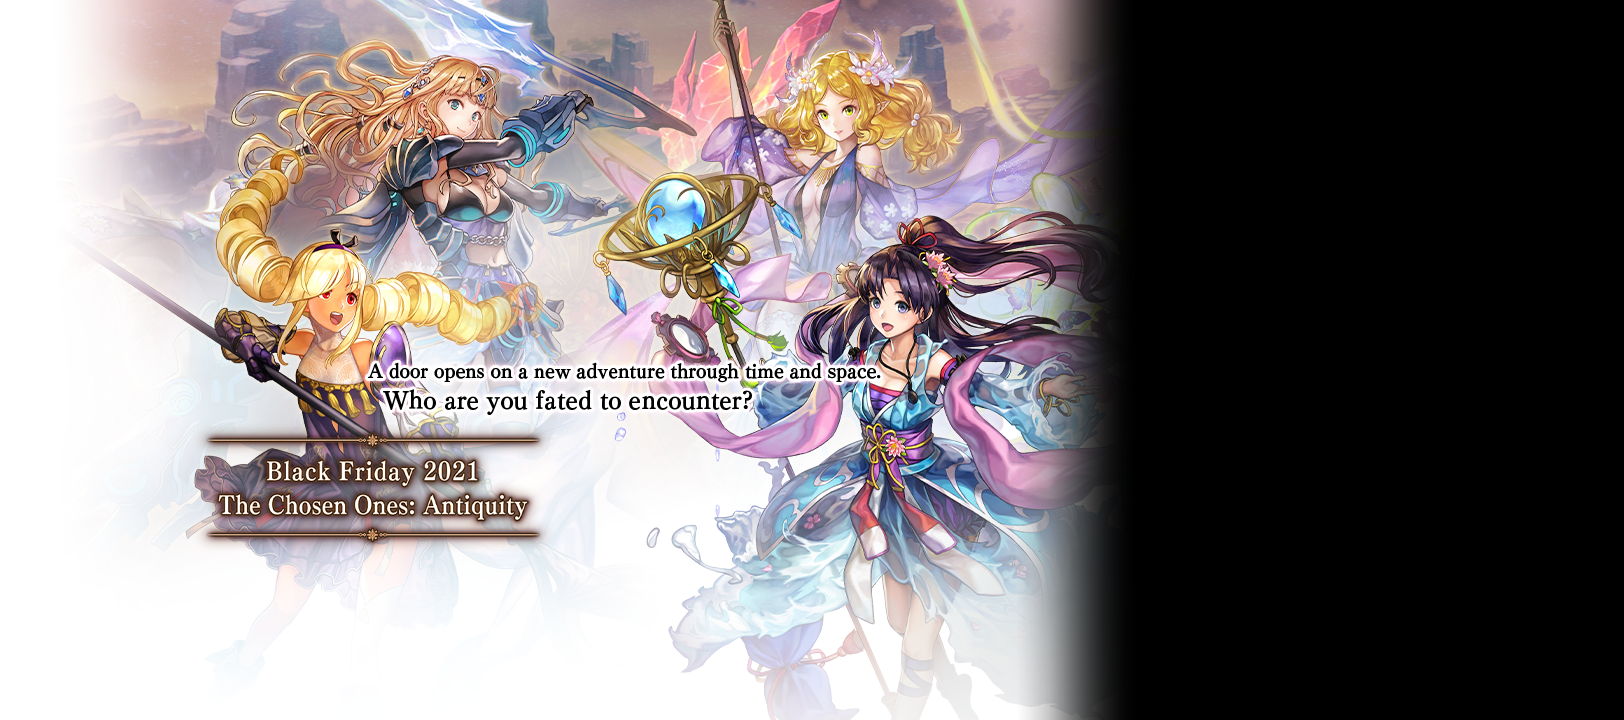 A door opens on a new adventure through time and space.
Who are you fated to encounter?
Black Friday 2021
The Chosen Ones: Antiquity